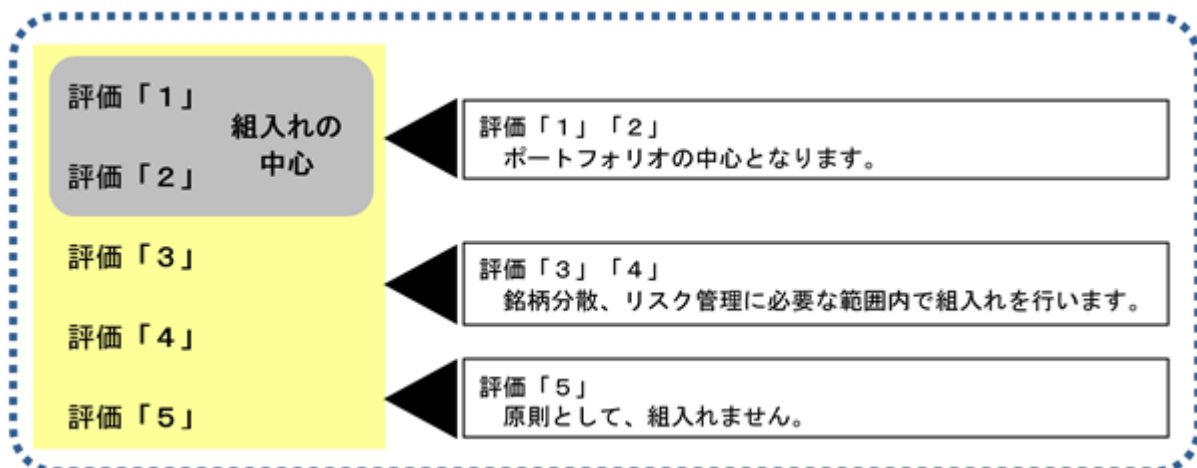 評価「１」
組入れの
中心
評価「２」
評価「３」
評価「４」
評価「５」
評価「１」「２」
ポートフォリオの中心となります。
評価「３」「４」
銘柄分散、リスク管理に必要な範囲内で組入れを行います。
評価「５」
原則として、組入れません。